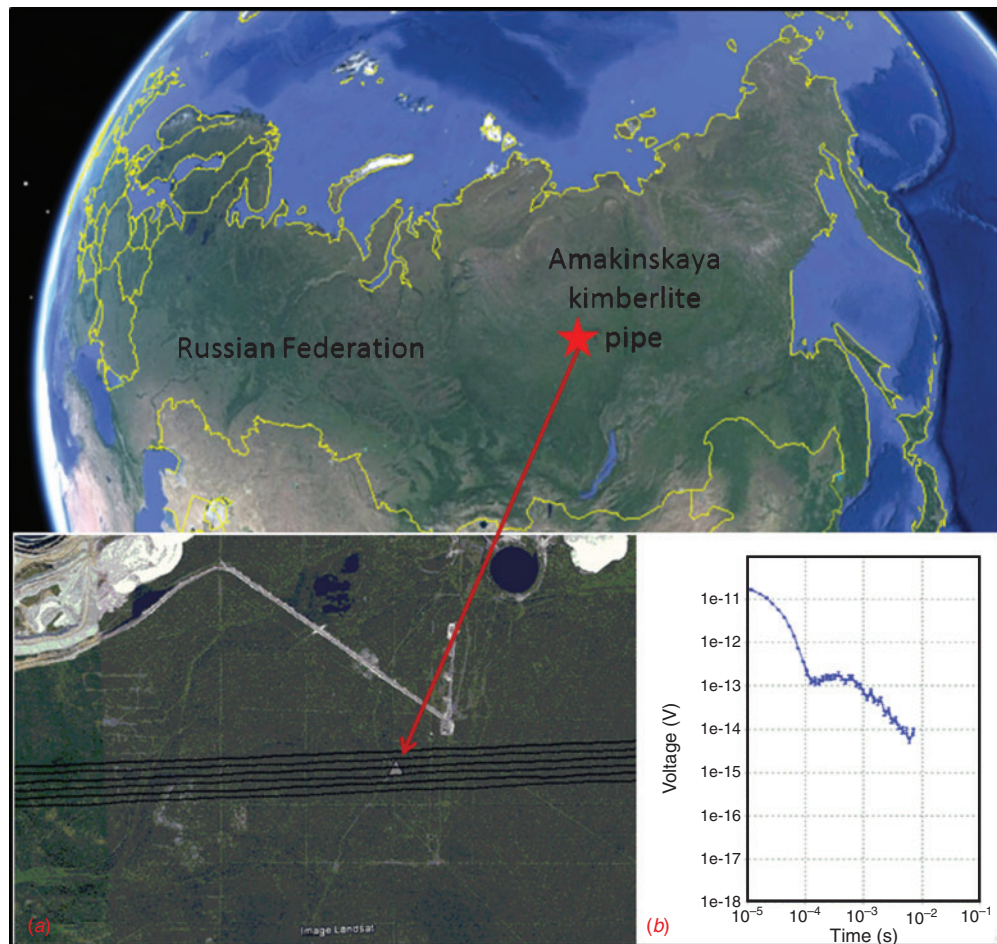 Amakinskaya
kimberlite
pipe
Russian Federation
(a)
Image Landsat
(b)
Voltage (V)
1e-11
1e-12
1e-13
1e-14
1e-15
1e-16
1e-17
1e-18
10⁻⁵ 10⁻⁴ 10⁻³ 10⁻² 10⁻¹
Time (s)